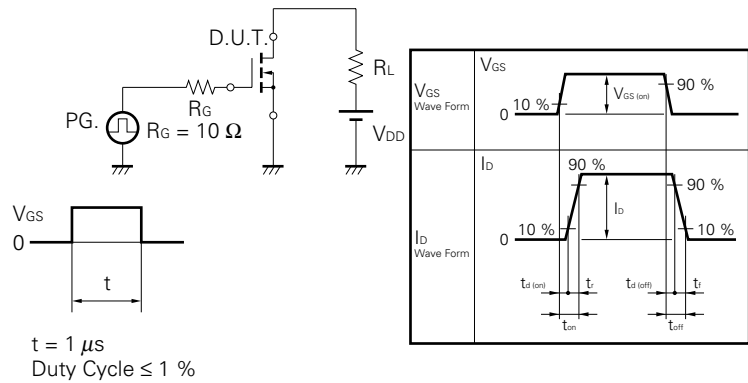 D.U.T.
RL
RG
PG.
RG = 10 Ω
VDD
VGS
0
t
t = 1 μs
Duty Cycle ≤ 1 %
VGS
Wave Form
VGS
90 %
VGS (on)
10 %
0
ID
Wave Form
ID
90 %
90 %
ID
10 %
10 %
0
td (on)
tr
td (off)
tf
ton
toff